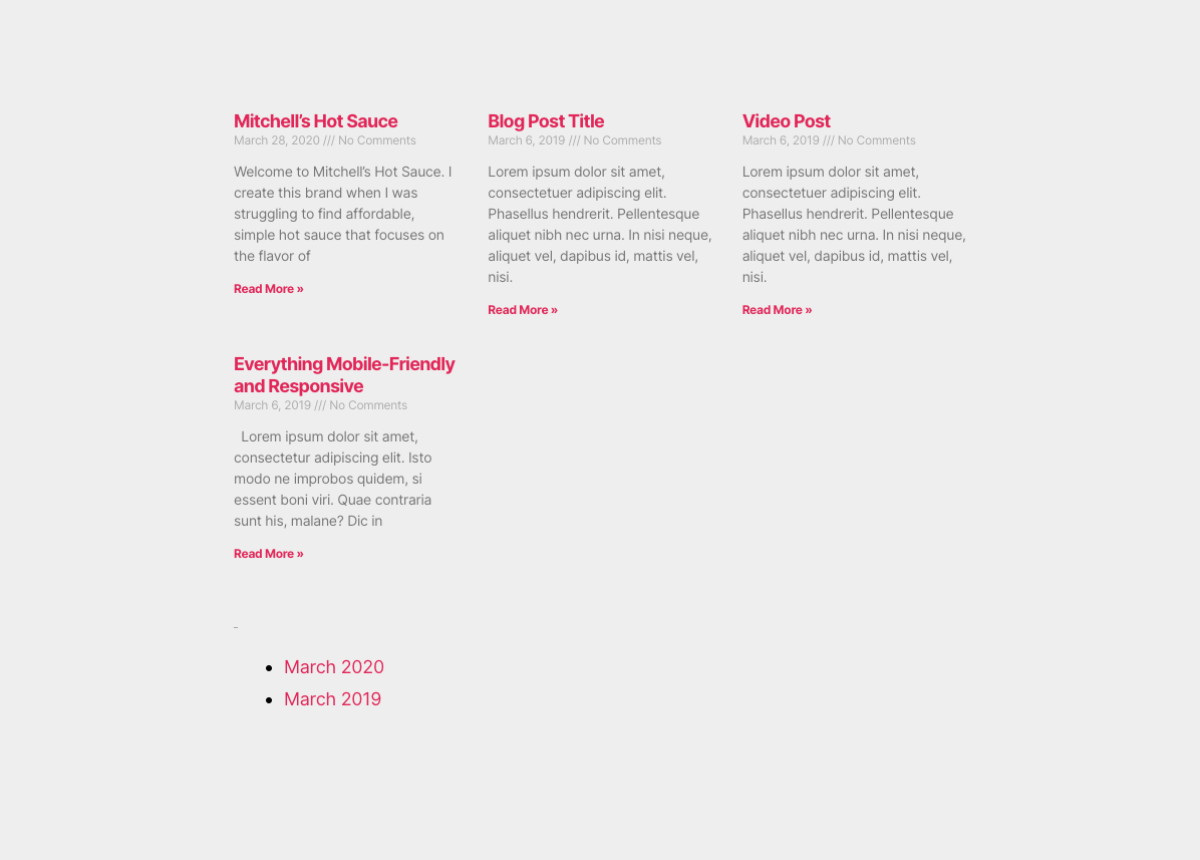 Mitchell’s Hot Sauce
March 28, 2020 /// No Comments
Welcome to Mitchell’s Hot Sauce. I
create this brand when I was
struggling to find affordable,
simple hot sauce that focuses on
the flavor of
Read More »
Blog Post Title
March 6, 2019 /// No Comments
Lorem ipsum dolor sit amet,
consectetuer adipiscing elit.
Phasellus hendrerit. Pellentesque
aliquet nibh nec urna. In nisi neque,
aliquet vel, dapibus id, mattis vel,
nisi.
Read More »
Video Post
March 6, 2019 /// No Comments
Lorem ipsum dolor sit amet,
consectetuer adipiscing elit.
Phasellus hendrerit. Pellentesque
aliquet nibh nec urna. In nisi neque,
aliquet vel, dapibus id, mattis vel,
nisi.
Read More »
Everything Mobile-Friendly
and Responsive
March 6, 2019 /// No Comments
Lorem ipsum dolor sit amet,
consectetur adipiscing elit. Isto
modo ne improbos quidem, si
essent boni viri. Quae contraria
sunt his, malane? Dic in
Read More »
-
• March 2020
• March 2019